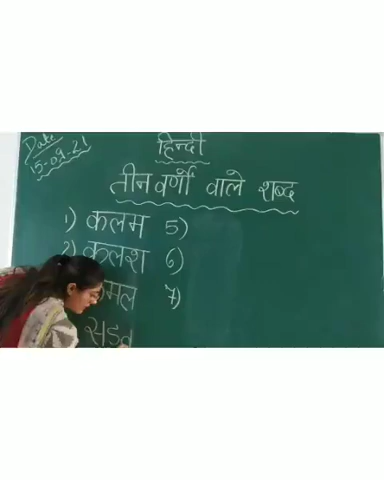 Date
15-09-21
हिन्दी
तीन वर्णो वाले शब्द
1) कलम 5)
2) कलश 6)
मल 7)
सड़